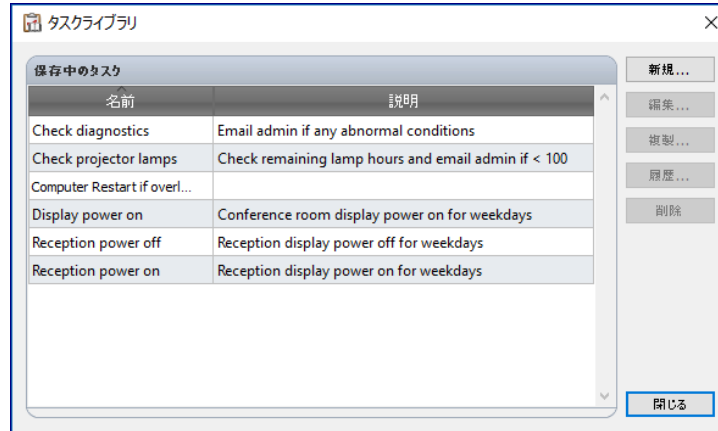 タスクライブラリ
保存中のタスク
名前 説明
Check diagnostics Email admin if any abnormal conditions
Check projector lamps Check remaining lamp hours and email admin if < 100
Computer Restart if overl...
Display power on Conference room display power on for weekdays
Reception power off Reception display power off for weekdays
Reception power on Reception display power on for weekdays
新規...
編集...
複製...
履歴...
削除
閉じる